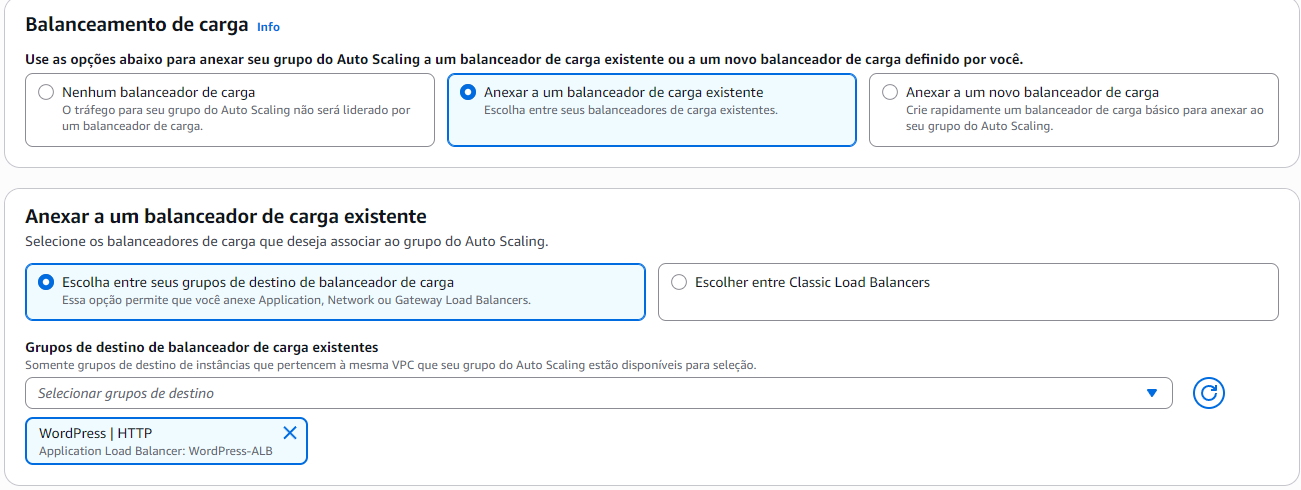 Balanceamento de carga Info
Use as opções abaixo para anexar seu grupo do Auto Scaling a um balanceador de carga existente ou a um novo balanceador de carga definido por você.
Nenhum balanceador de carga
O tráfego para seu grupo do Auto Scaling não será liderado por
um balanceador de carga.
Anexar a um balanceador de carga existente
Escolha entre seus balanceadores de carga existentes.
Anexar a um novo balanceador de carga
Crie rapidamente um balanceador de carga básico para anexar ao
seu grupo do Auto Scaling.
Anexar a um balanceador de carga existente
Selecione os balanceadores de carga que deseja associar ao grupo do Auto Scaling.
Escolha entre seus grupos de destino de balanceador de carga
Essa opção permite que você anexe Application, Network ou Gateway Load Balancers.
Escolher entre Classic Load Balancers
Grupos de destino de balanceador de carga existentes
Somente grupos de destino de instâncias que pertencem à mesma VPC que seu grupo do Auto Scaling estão disponíveis para seleção.
Selecionar grupos de destino
WordPress | HTTP
Application Load Balancer: WordPress-ALB